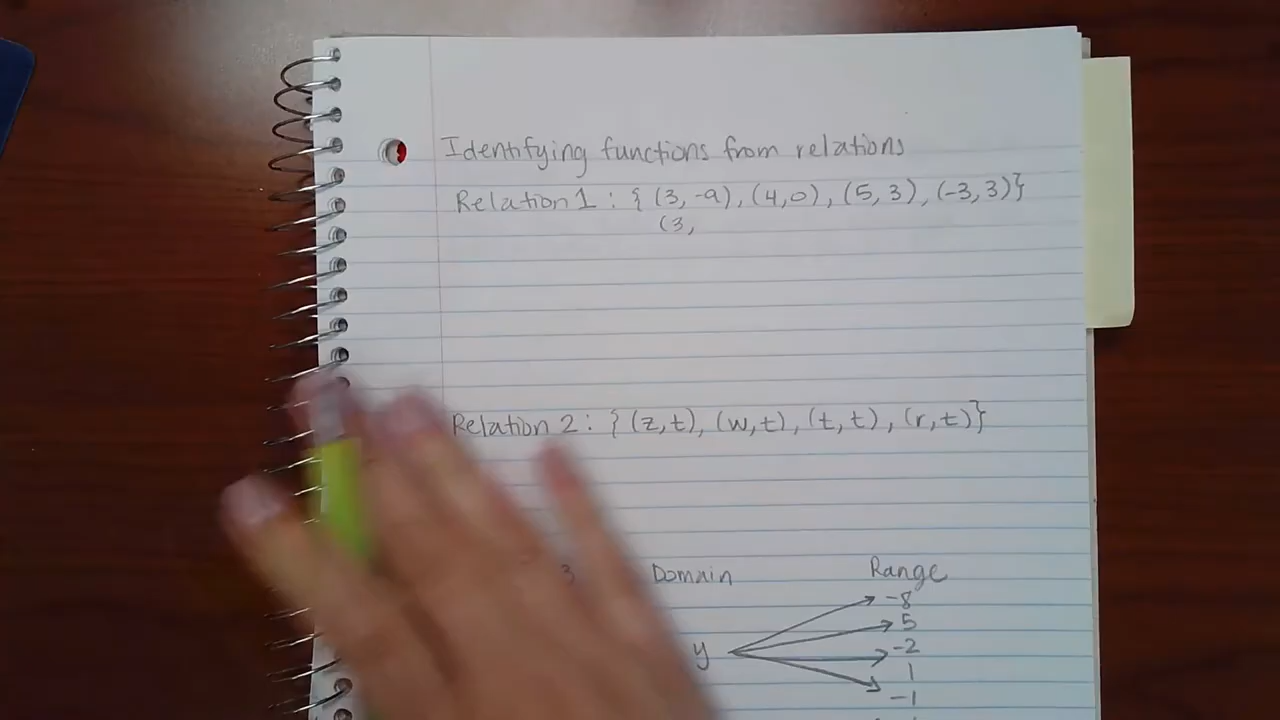 Identifying functions from relations
Relation 1 : { (3, -9), (4,0), (5, 3), (-3, 3)}
(3,
Relation 2 : { (z,t), (w,t), (t,t), (r,t)}
3 Domain Range
-8
5
y -2
1
-1